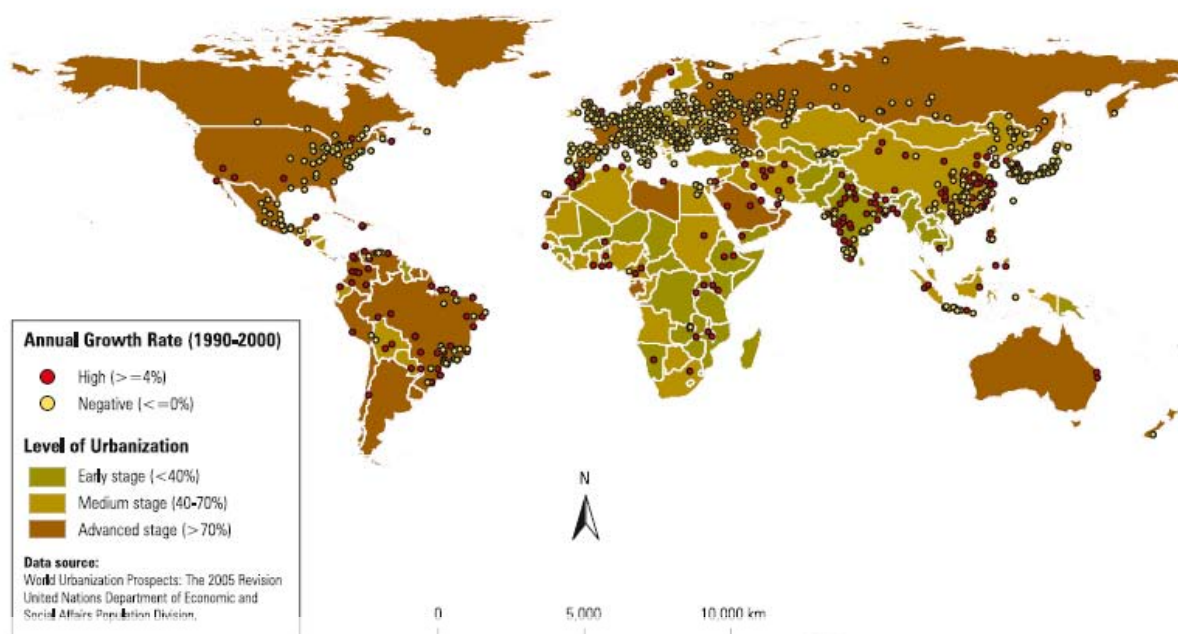 N
Annual Growth Rate (1990-2000)
High (>=4%)
Negative (<=0%)
Level of Urbanization
Early stage (<40%)
Medium stage (40-70%)
Advanced stage (>70%)
Data source:
World Urbanization Prospects: The 2005 Revision
United Nations Department of Economic and
Social Affairs Population Division.
0 5,000 10,000 km